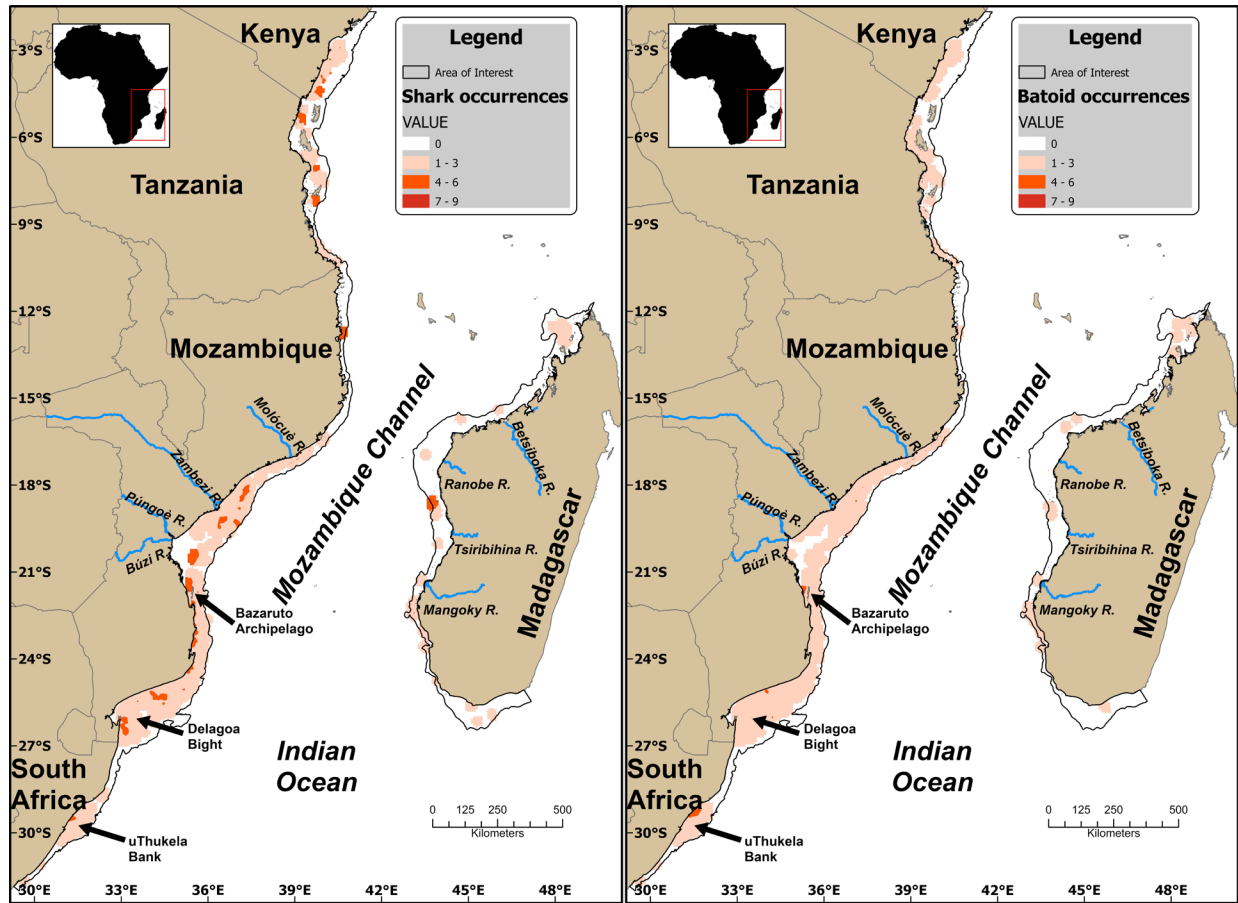 Kenya
Legend
Area of Interest
Shark occurrences
VALUE
0
1 - 3
4 - 6
7 - 9
3°S
6°S
9°S
12°S
15°S
18°S
21°S
24°S
27°S
30°S
Tanzania
Mozambique
Mozambique Channel
Molócuè R.
Zambezi R.
Púngoè R.
Búzi R.
Betsiboka R.
Ranobe R.
Tsiribihina R.
Mangoky R.
Madagascar
Bazaruto
Archipelago
Delagoa
Bight
Indian
Ocean
South
Africa
uThukela
Bank
0 125 250 500
Kilometers
30° 33° 36° 39° 42° 45° 48°
Kenya
Legend
Area of Interest
Batoid occurrences
VALUE
0
1 - 3
4 - 6
7 - 9
3°S
6°S
9°S
12°S
15°S
18°S
21°S
24°S
27°S
30°S
Tanzania
Mozambique
Mozambique Channel
Molócuè R.
Zambezi R.
Púngoè R.
Búzi R.
Betsiboka R.
Ranobe R.
Tsiribihina R.
Mangoky R.
Madagascar
Bazaruto
Archipelago
Delagoa
Bight
Indian
Ocean
South
Africa
uThukela
Bank
0 125 250 500
Kilometers
30° 33° 36° 39° 42° 45° 48°